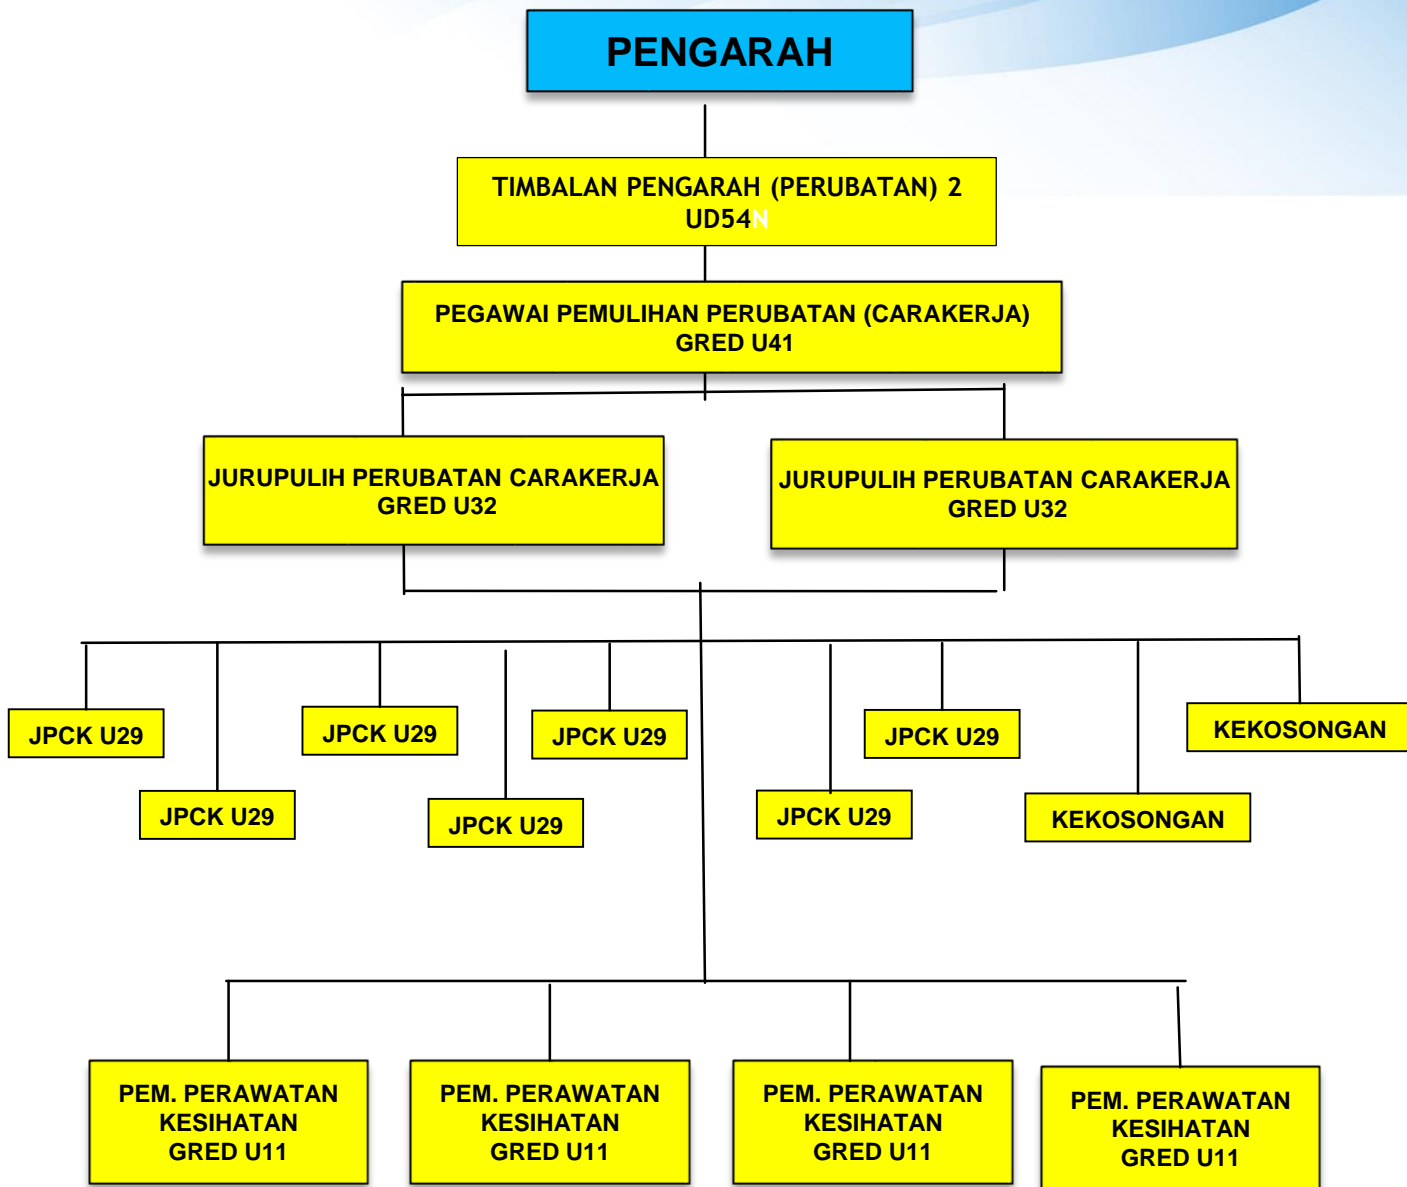 PENGARAH
TIMBALAN PENGARAH (PERUBATAN) 2
UD54N
PEGAWAI PEMULIHAN PERUBATAN (CARAKERJA)
GRED U41
JURUPULIH PERUBATAN CARAKERJA
GRED U32
JURUPULIH PERUBATAN CARAKERJA
GRED U32
JPCK U29
JPCK U29
JPCK U29
JPCK U29
JPCK U29
JPCK U29
JPCK U29
KEKOSONGAN
KEKOSONGAN
PEM. PERAWATAN
KESIHATAN
GRED U11
PEM. PERAWATAN
KESIHATAN
GRED U11
PEM. PERAWATAN
KESIHATAN
GRED U11
PEM. PERAWATAN
KESIHATAN
GRED U11